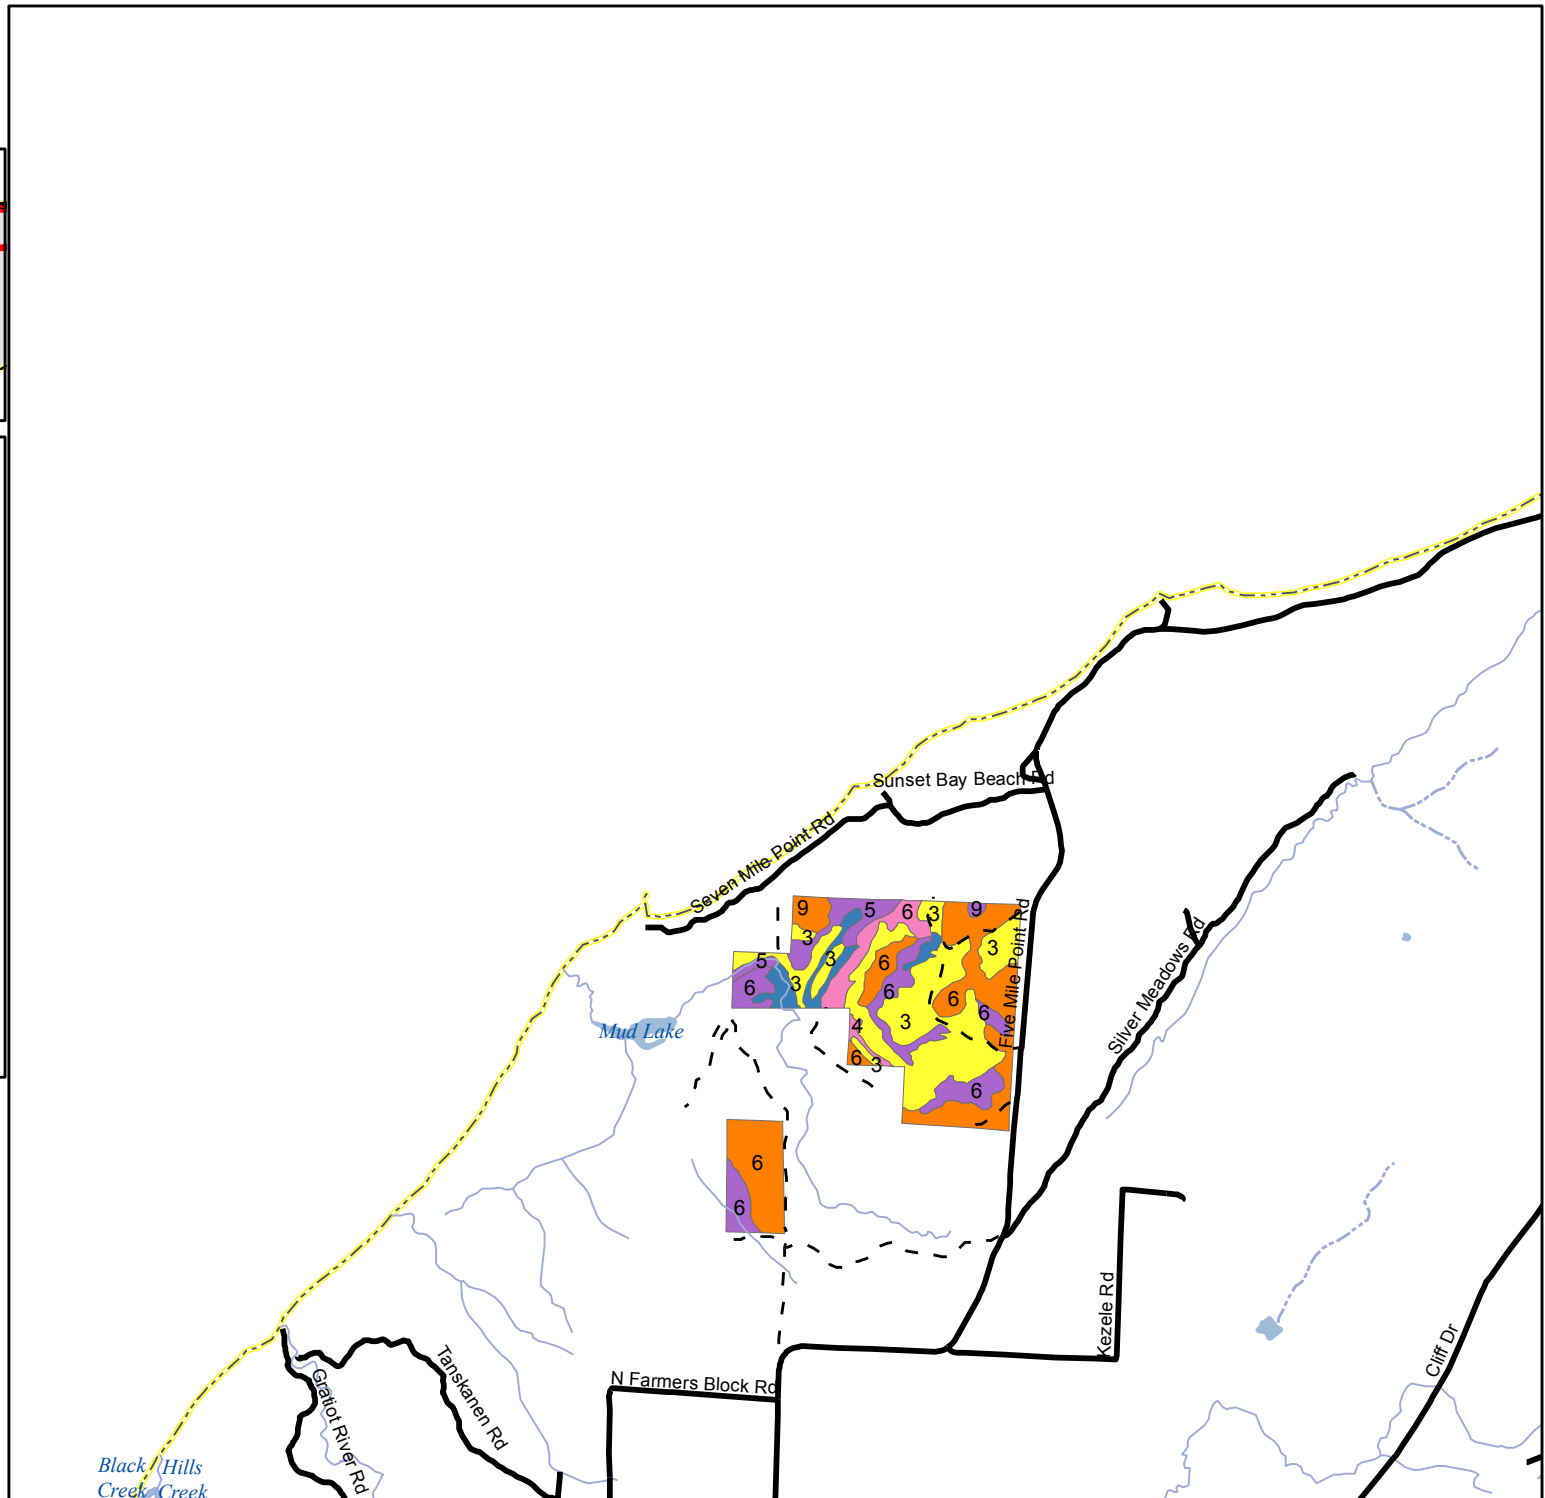 Sunset Bay Beach Rd
Seven Mile Point Rd
9
5
6
3
9
3
3
5
3
6
6
3
6
6
3
4
6
3
6
6
Five Mile Point Rd
Silver Meadows Rd
Mud Lake
6
3
6
6
Kezele Rd
Cliff Dr
Tanskanen Rd
N Farmers Block Rd
Gratiot River Rd
Black
Creek
Hills
Creek